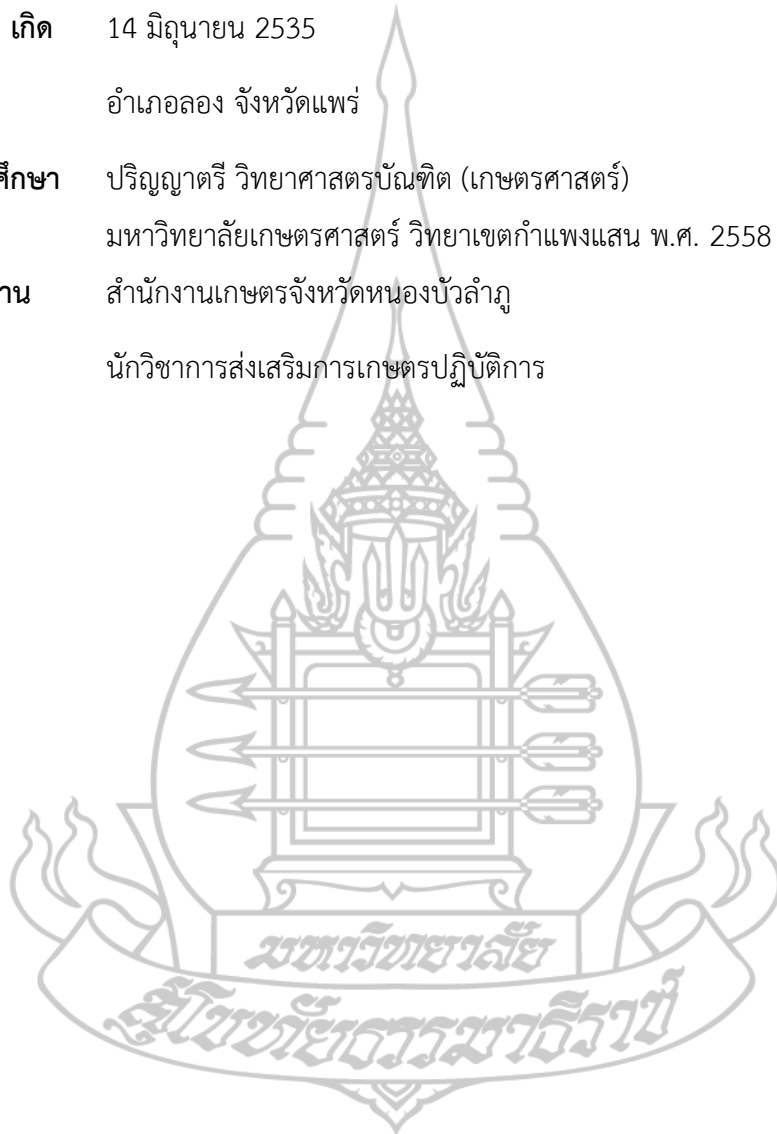 เกิด 14 มิถุนายน 2535
อำเภอลอง จังหวัดแพร่
ศึกษา ปริญญาตรี วิทยาศาสตรบัณฑิต (เกษตรศาสตร์)
มหาวิทยาลัยเกษตรศาสตร์ วิทยาเขตกำแพงแสน พ.ศ. 2558
าน สำนักงานเกษตรจังหวัดหนองบัวลำภู
นักวิชาการส่งเสริมการเกษตรปฏิบัติการ
มหาวิทยาลัย
สุโขทัยธรรมาธิราช